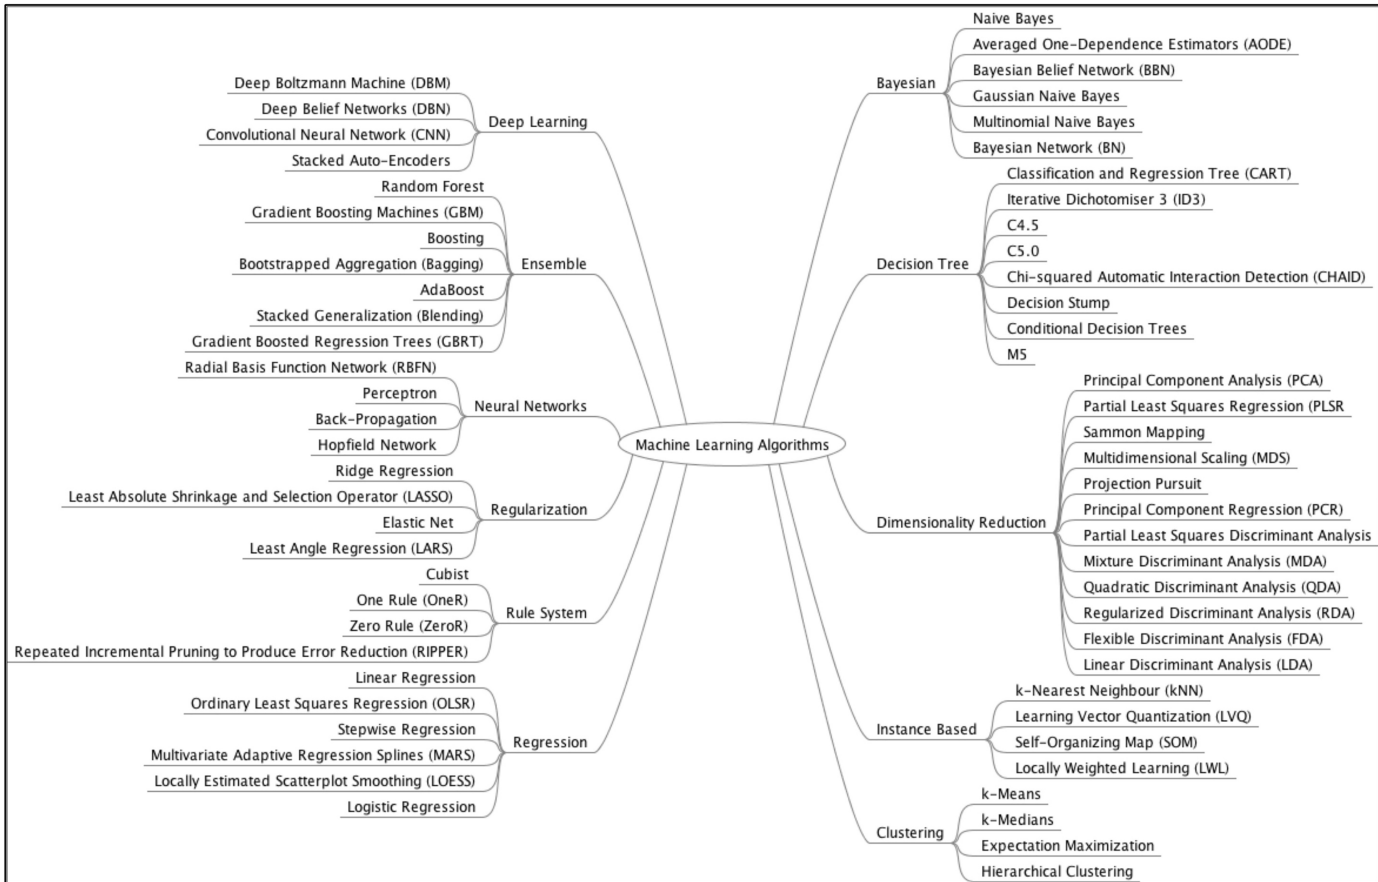 Machine Learning Algorithms
Deep Learning
Deep Boltzmann Machine (DBM)
Deep Belief Networks (DBN)
Convolutional Neural Network (CNN)
Stacked Auto-Encoders
Ensemble
Random Forest
Gradient Boosting Machines (GBM)
Boosting
Bootstrapped Aggregation (Bagging)
AdaBoost
Stacked Generalization (Blending)
Gradient Boosted Regression Trees (GBRT)
Neural Networks
Radial Basis Function Network (RBFN)
Perceptron
Back-Propagation
Hopfield Network
Regularization
Ridge Regression
Least Absolute Shrinkage and Selection Operator (LASSO)
Elastic Net
Least Angle Regression (LARS)
Rule System
Cubist
One Rule (OneR)
Zero Rule (ZeroR)
Repeated Incremental Pruning to Produce Error Reduction (RIPPER)
Regression
Linear Regression
Ordinary Least Squares Regression (OLSR)
Stepwise Regression
Multivariate Adaptive Regression Splines (MARS)
Locally Estimated Scatterplot Smoothing (LOESS)
Logistic Regression
Bayesian
Naive Bayes
Averaged One-Dependence Estimators (AODE)
Bayesian Belief Network (BBN)
Gaussian Naive Bayes
Multinomial Naive Bayes
Bayesian Network (BN)
Decision Tree
Classification and Regression Tree (CART)
Iterative Dichotomiser 3 (ID3)
C4.5
C5.0
Chi-squared Automatic Interaction Detection (CHAID)
Decision Stump
Conditional Decision Trees
M5
Dimensionality Reduction
Principal Component Analysis (PCA)
Partial Least Squares Regression (PLSR
Sammon Mapping
Multidimensional Scaling (MDS)
Projection Pursuit
Principal Component Regression (PCR)
Partial Least Squares Discriminant Analysis
Mixture Discriminant Analysis (MDA)
Quadratic Discriminant Analysis (QDA)
Regularized Discriminant Analysis (RDA)
Flexible Discriminant Analysis (FDA)
Linear Discriminant Analysis (LDA)
Instance Based
k-Nearest Neighbour (kNN)
Learning Vector Quantization (LVQ)
Self-Organizing Map (SOM)
Locally Weighted Learning (LWL)
Clustering
k-Means
k-Medians
Expectation Maximization
Hierarchical Clustering